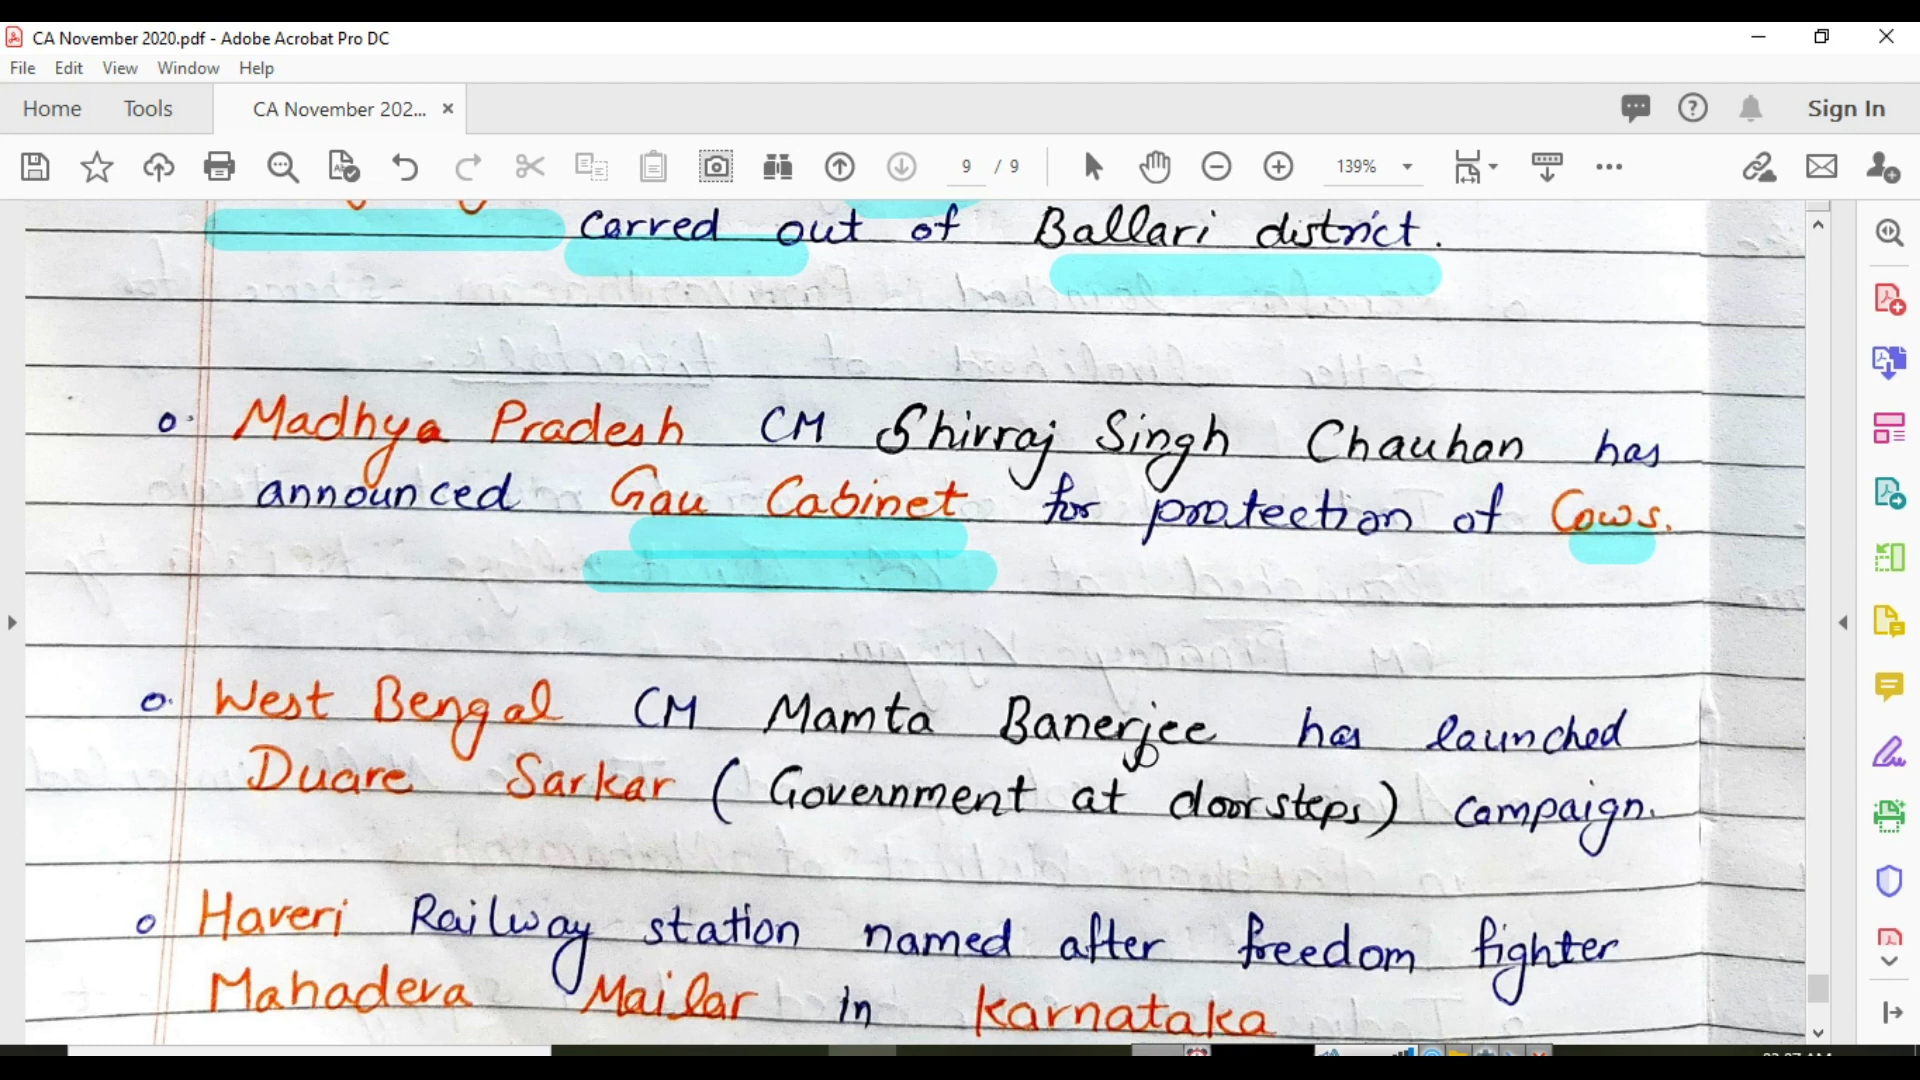 CA November 2020.pdf - Adobe Acrobat Pro DC
File Edit View Window Help
Home Tools CA November 202... × Sign In
9 / 9 139%
carred out of Ballari district.
o. Madhya Pradesh CM Shivraj Singh Chauhan has
announced Gau Cabinet for protection of Cows.
o. West Bengal CM Mamta Banerjee has launched
Duare Sarkar (Government at doorsteps) campaign.
o Haveri Railway station named after freedom fighter
Mahadeva Mailar in Karnataka